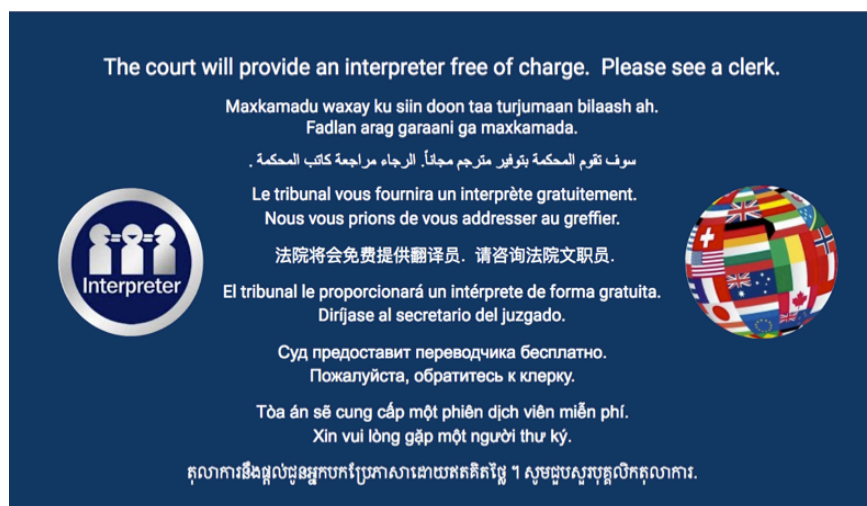 The court will provide an interpreter free of charge. Please see a clerk.
Maxkamadu waxay ku siin doon taa turjumaan bilaash ah.
Fadlan arag garaani ga maxkamada.
سوف تقوم المحكمة بتوفير مترجم مجاناً. الرجاء مراجعة كاتب المحكمة .
Le tribunal vous fournira un interprète gratuitement.
Nous vous prions de vous addresser au greffier.
法院将会免费提供翻译员. 请咨询法院文职员.
Interpreter
El tribunal le proporcionará un intérprete de forma gratuita.
Diríjase al secretario del juzgado.
Суд предоставит переводчика бесплатно.
Пожалуйста, обратитесь к клерку.
Tòa án sẽ cung cấp một phiên dịch viên miễn phí.
Xin vui lòng gặp một người thư ký.
តុលាការនឹងផ្តល់ជូនអ្នកបកប្រែភាសាដោយឥតគិតថ្លៃ ។ សូមជួបសួរបុគ្គលិកតុលាការ.